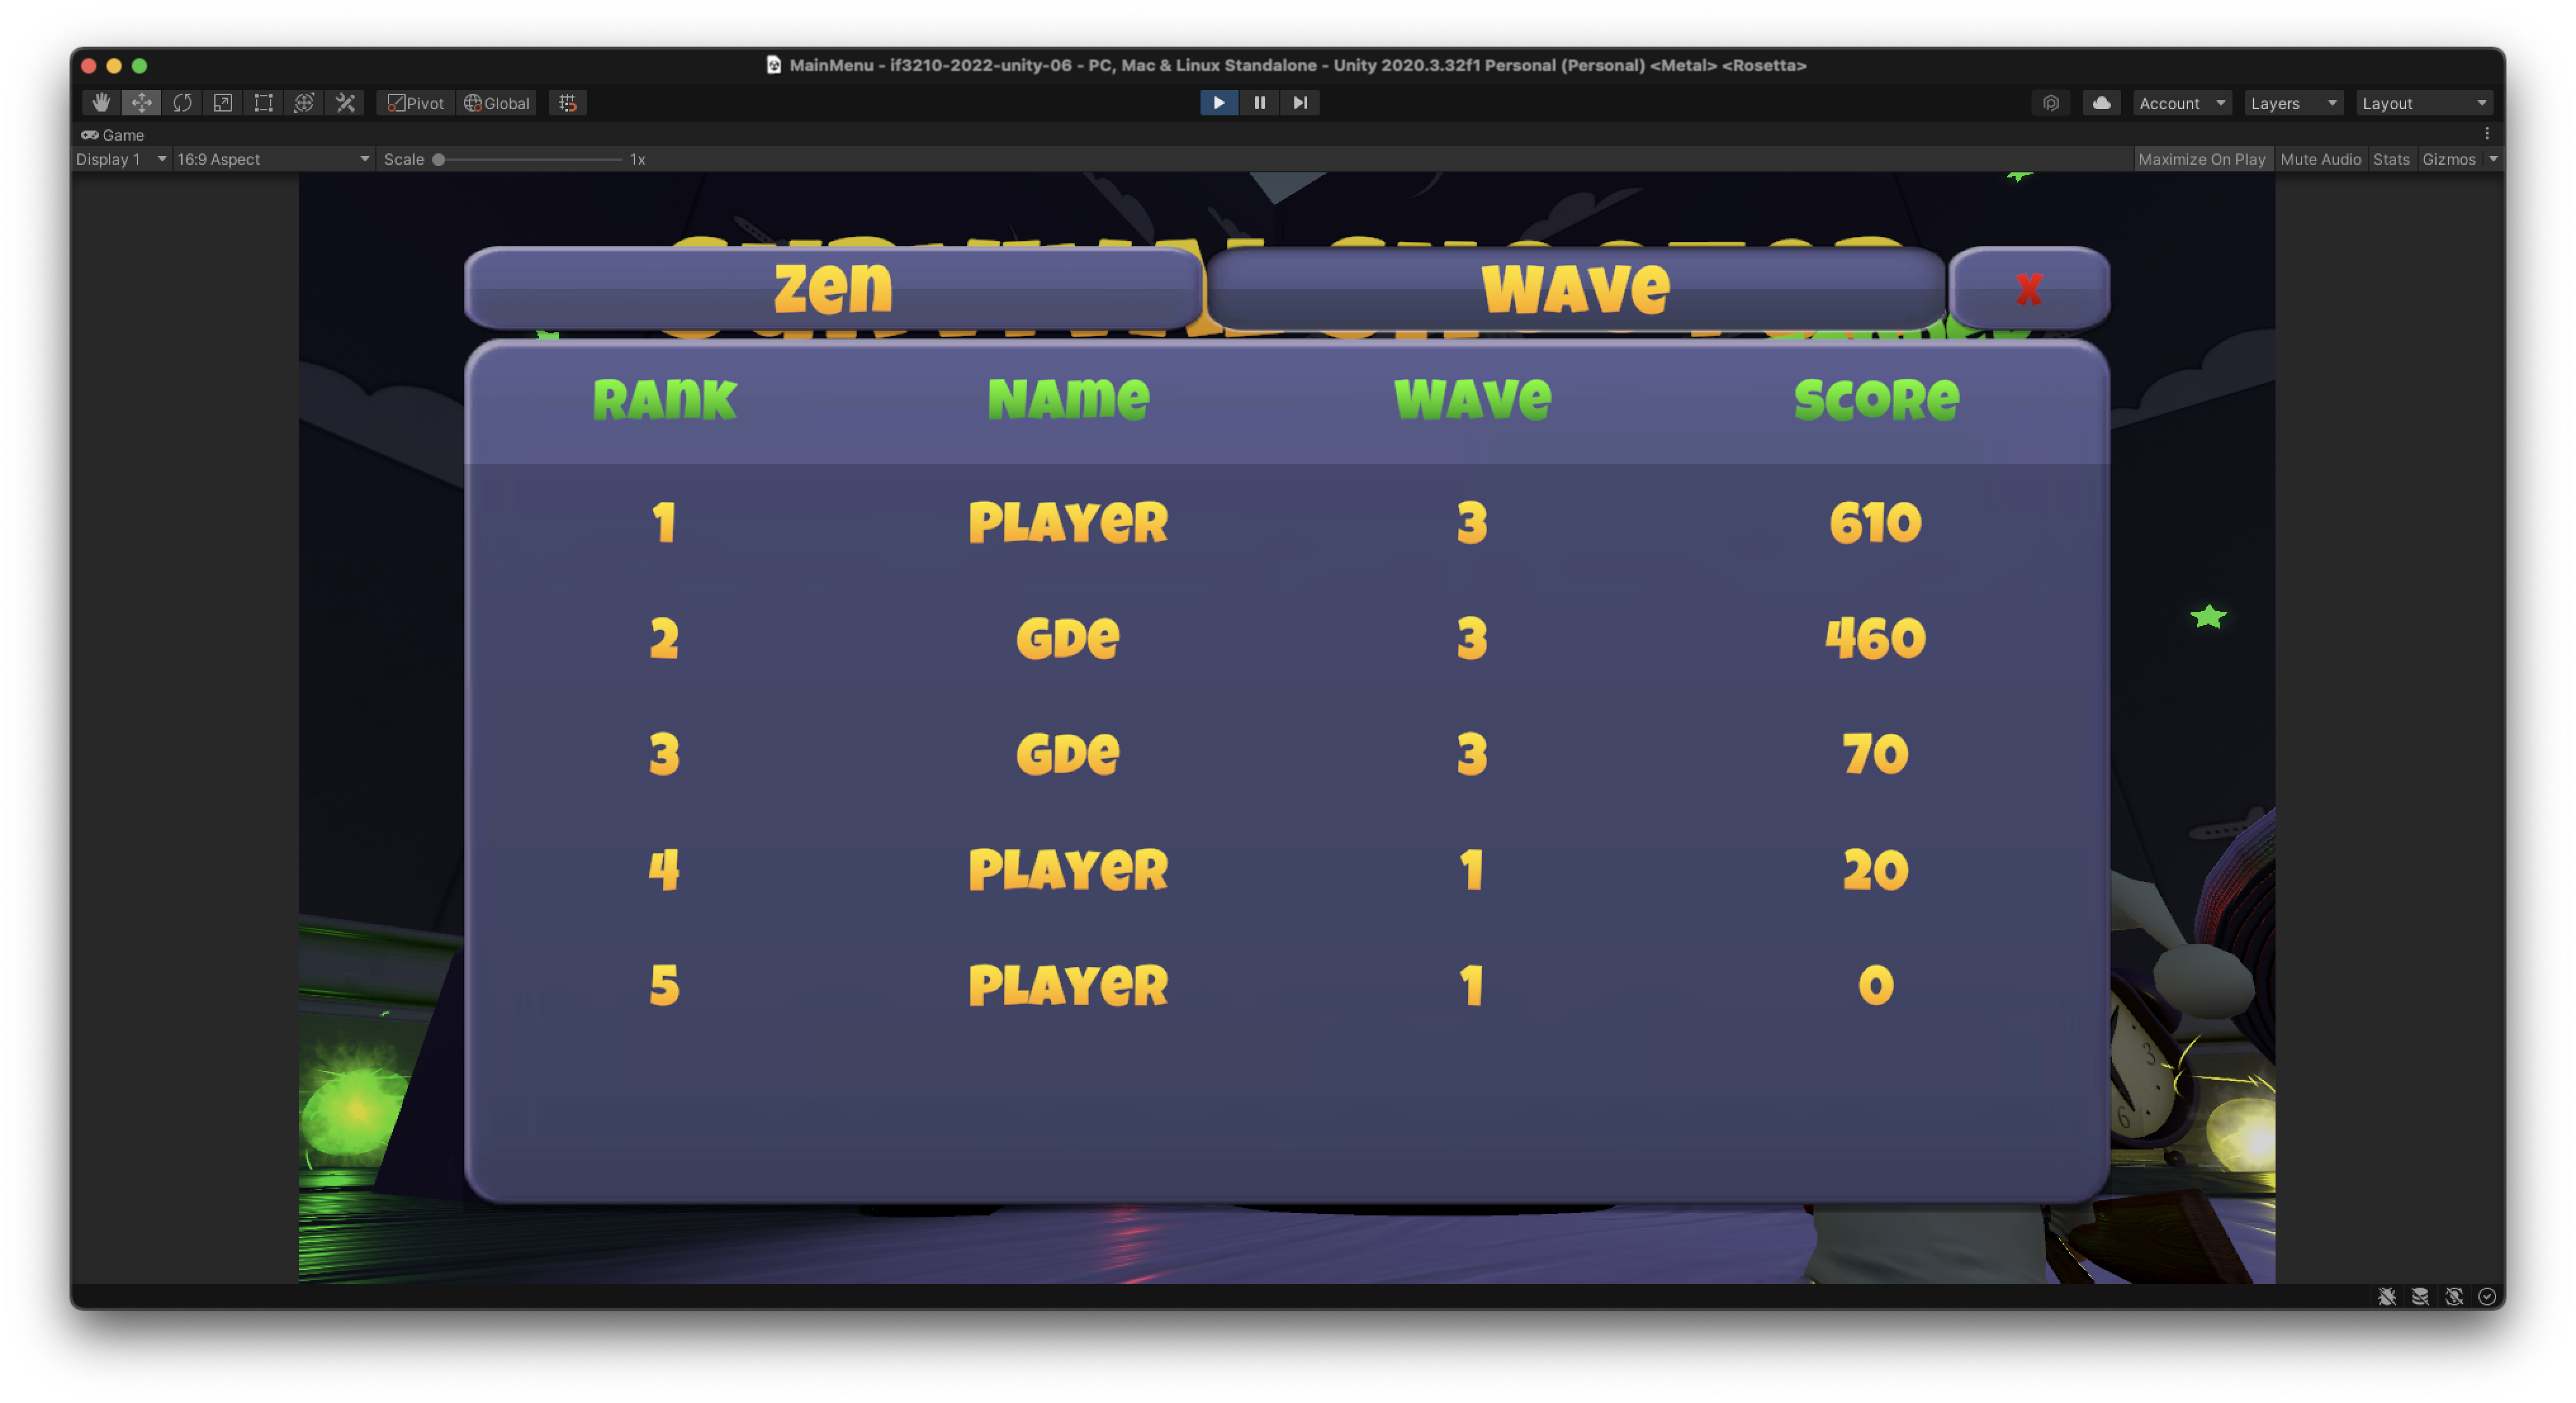 MainMenu - if3210-2022-unity-06 - PC, Mac & Linux Standalone - Unity 2020.3.32f1 Personal (Personal) <Metal> <Rosetta>
Pivot Global Account Layers Layout
Game
Display 1 16:9 Aspect Scale 1x Maximize On Play Mute Audio Stats Gizmos
Zen WAVE X
RANK NAME WAVE SCORE
1 PLAYER 3 610
2 GDE 3 460
3 GDE 3 70
4 PLAYER 1 20
5 PLAYER 1 0
3
6